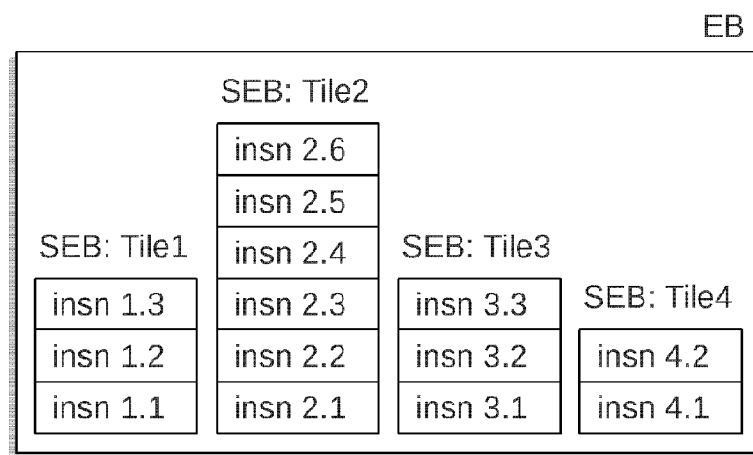 EB
SEB: Tile2
insn 2.6
insn 2.5
insn 2.4
insn 2.3
insn 2.2
insn 2.1
SEB: Tile1
insn 1.3
insn 1.2
insn 1.1
SEB: Tile3
insn 3.3
insn 3.2
insn 3.1
SEB: Tile4
insn 4.2
insn 4.1